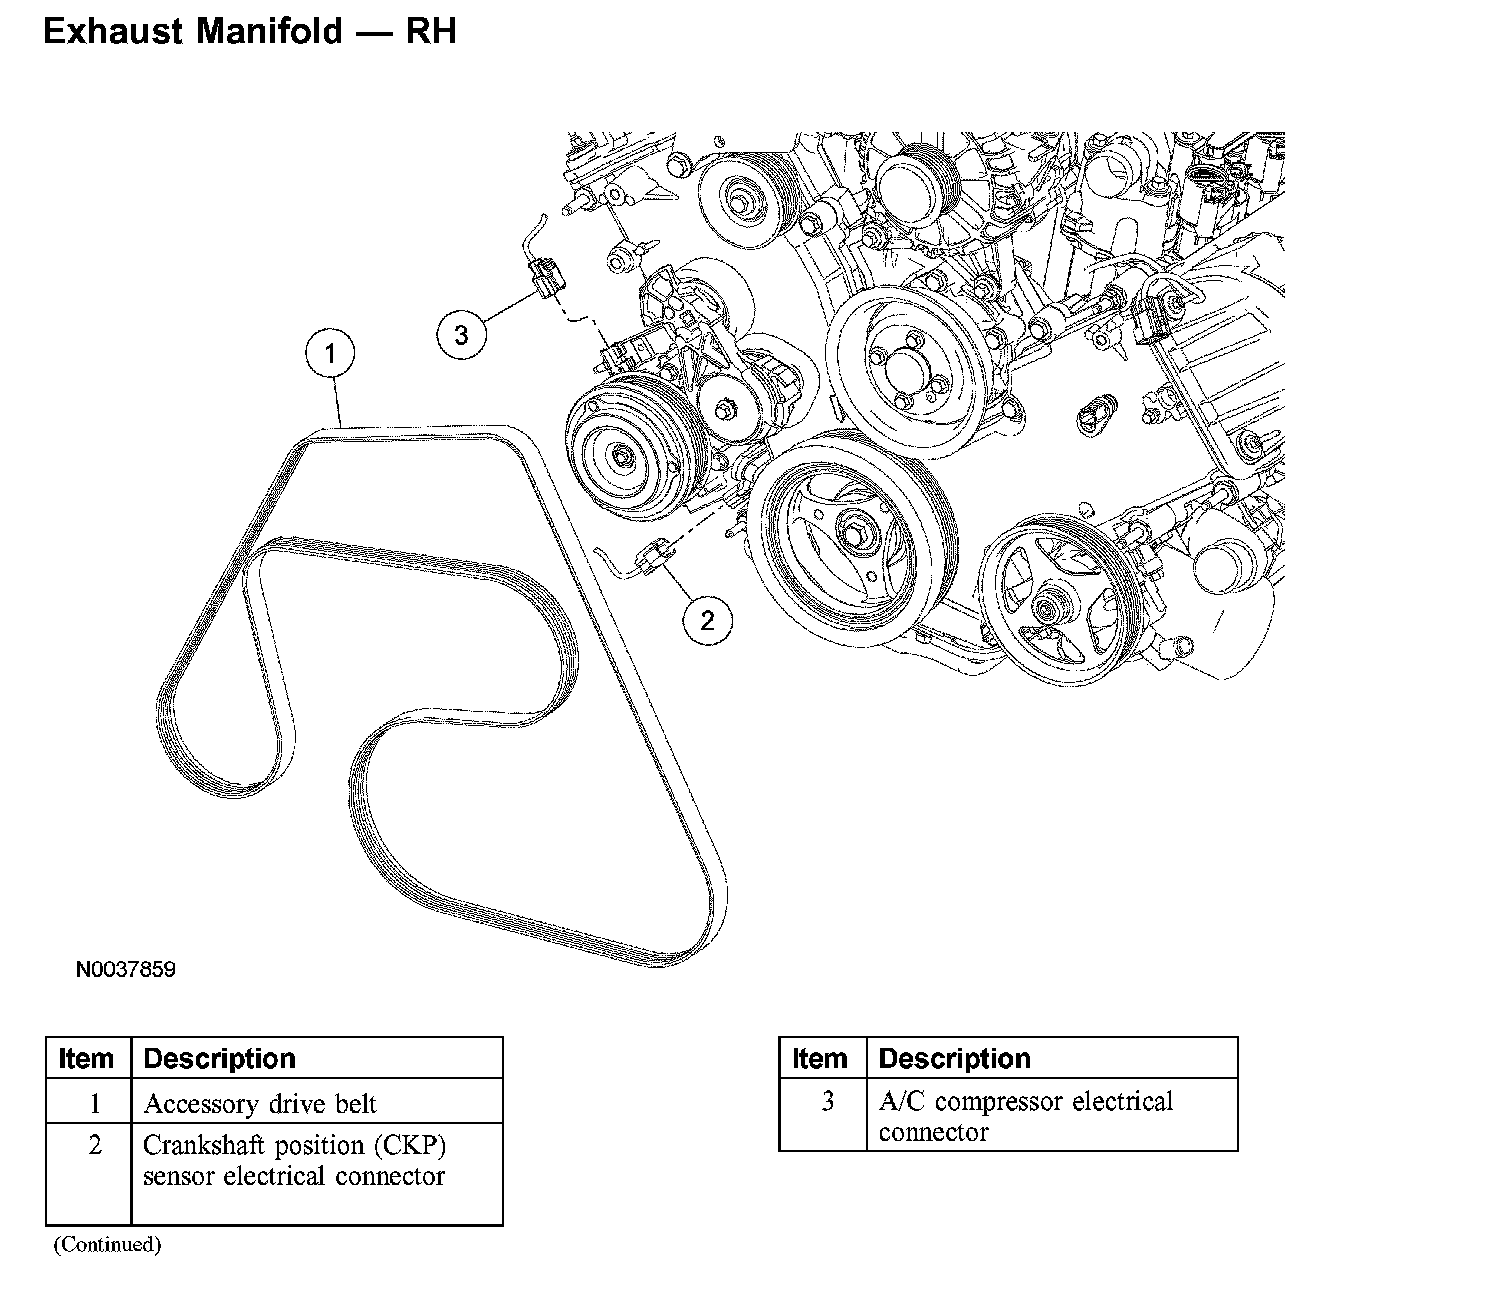 Exhaust Manifold — RH
1
3
2
N0037859
Item Description
1 Accessory drive belt
2 Crankshaft position (CKP)
sensor electrical connector
(Continued)
Item Description
3 A/C compressor electrical
connector